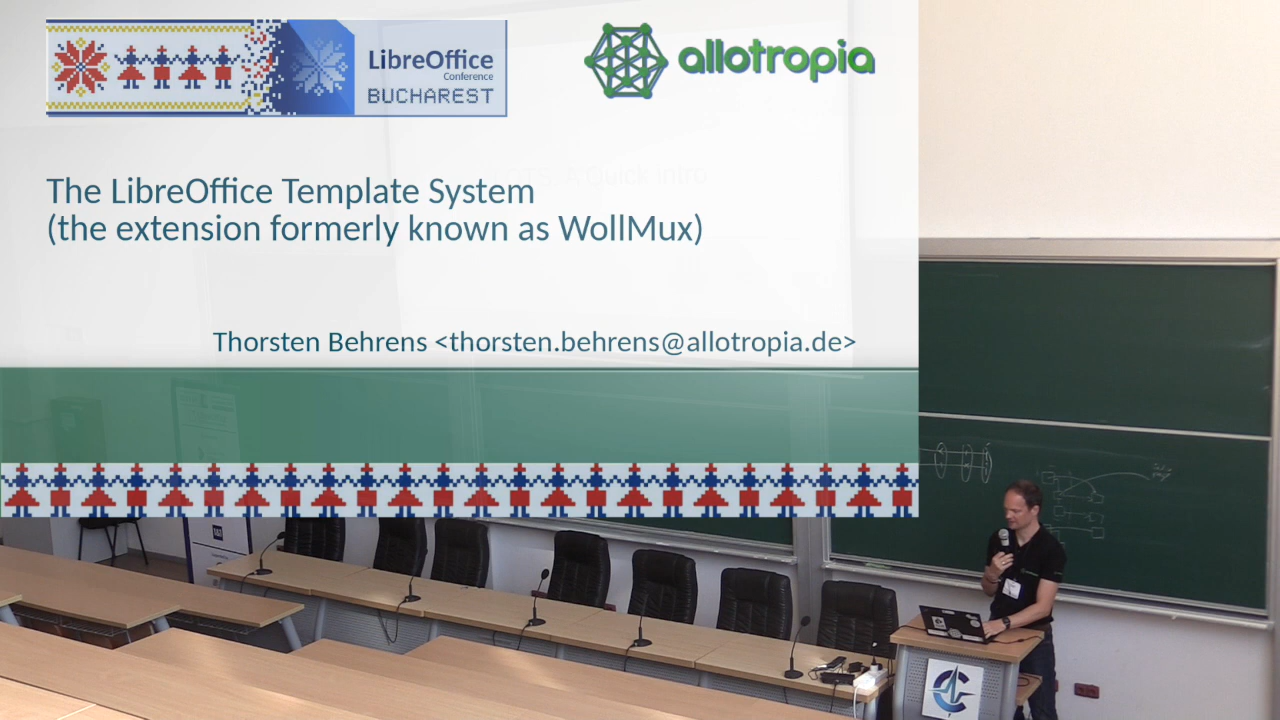 LibreOffice
Conference
BUCHAREST
allotropia
The LibreOffice Template System
(the extension formerly known as WollMux)
Thorsten Behrens <thorsten.behrens@allotropia.de>